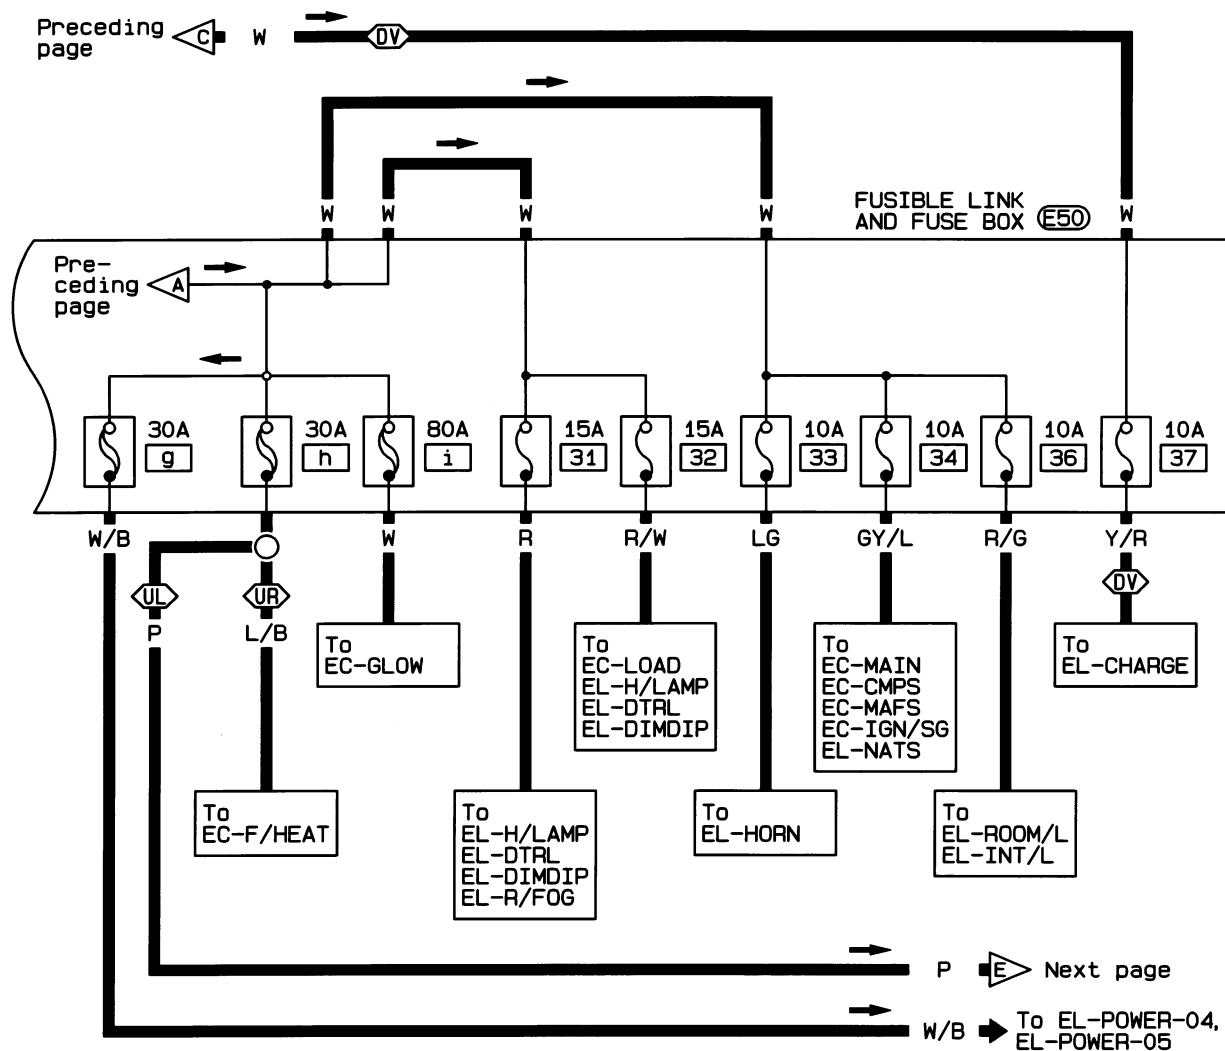 Preceding
page
C
W
DV
FUSIBLE LINK
AND FUSE BOX E50
W
W
W
W
W
Pre-
ceding
page
A
30A
g
30A
h
80A
i
15A
31
15A
32
10A
33
10A
34
10A
36
10A
37
W/B
W
R
R/W
LG
GY/L
R/G
Y/R
UL
UR
DV
P
L/B
To
EC-GLOW
To
EC-LOAD
EL-H/LAMP
EL-DTRL
EL-DIMDIP
To
EC-MAIN
EC-CMPS
EC-MAFS
EC-IGN/SG
EL-NATS
To
EL-CHARGE
To
EC-F/HEAT
To
EL-H/LAMP
EL-DTRL
EL-DIMDIP
EL-R/FOG
To
EL-HORN
To
EL-ROOM/L
EL-INT/L
P
E
Next page
W/B
To EL-POWER-04,
EL-POWER-05